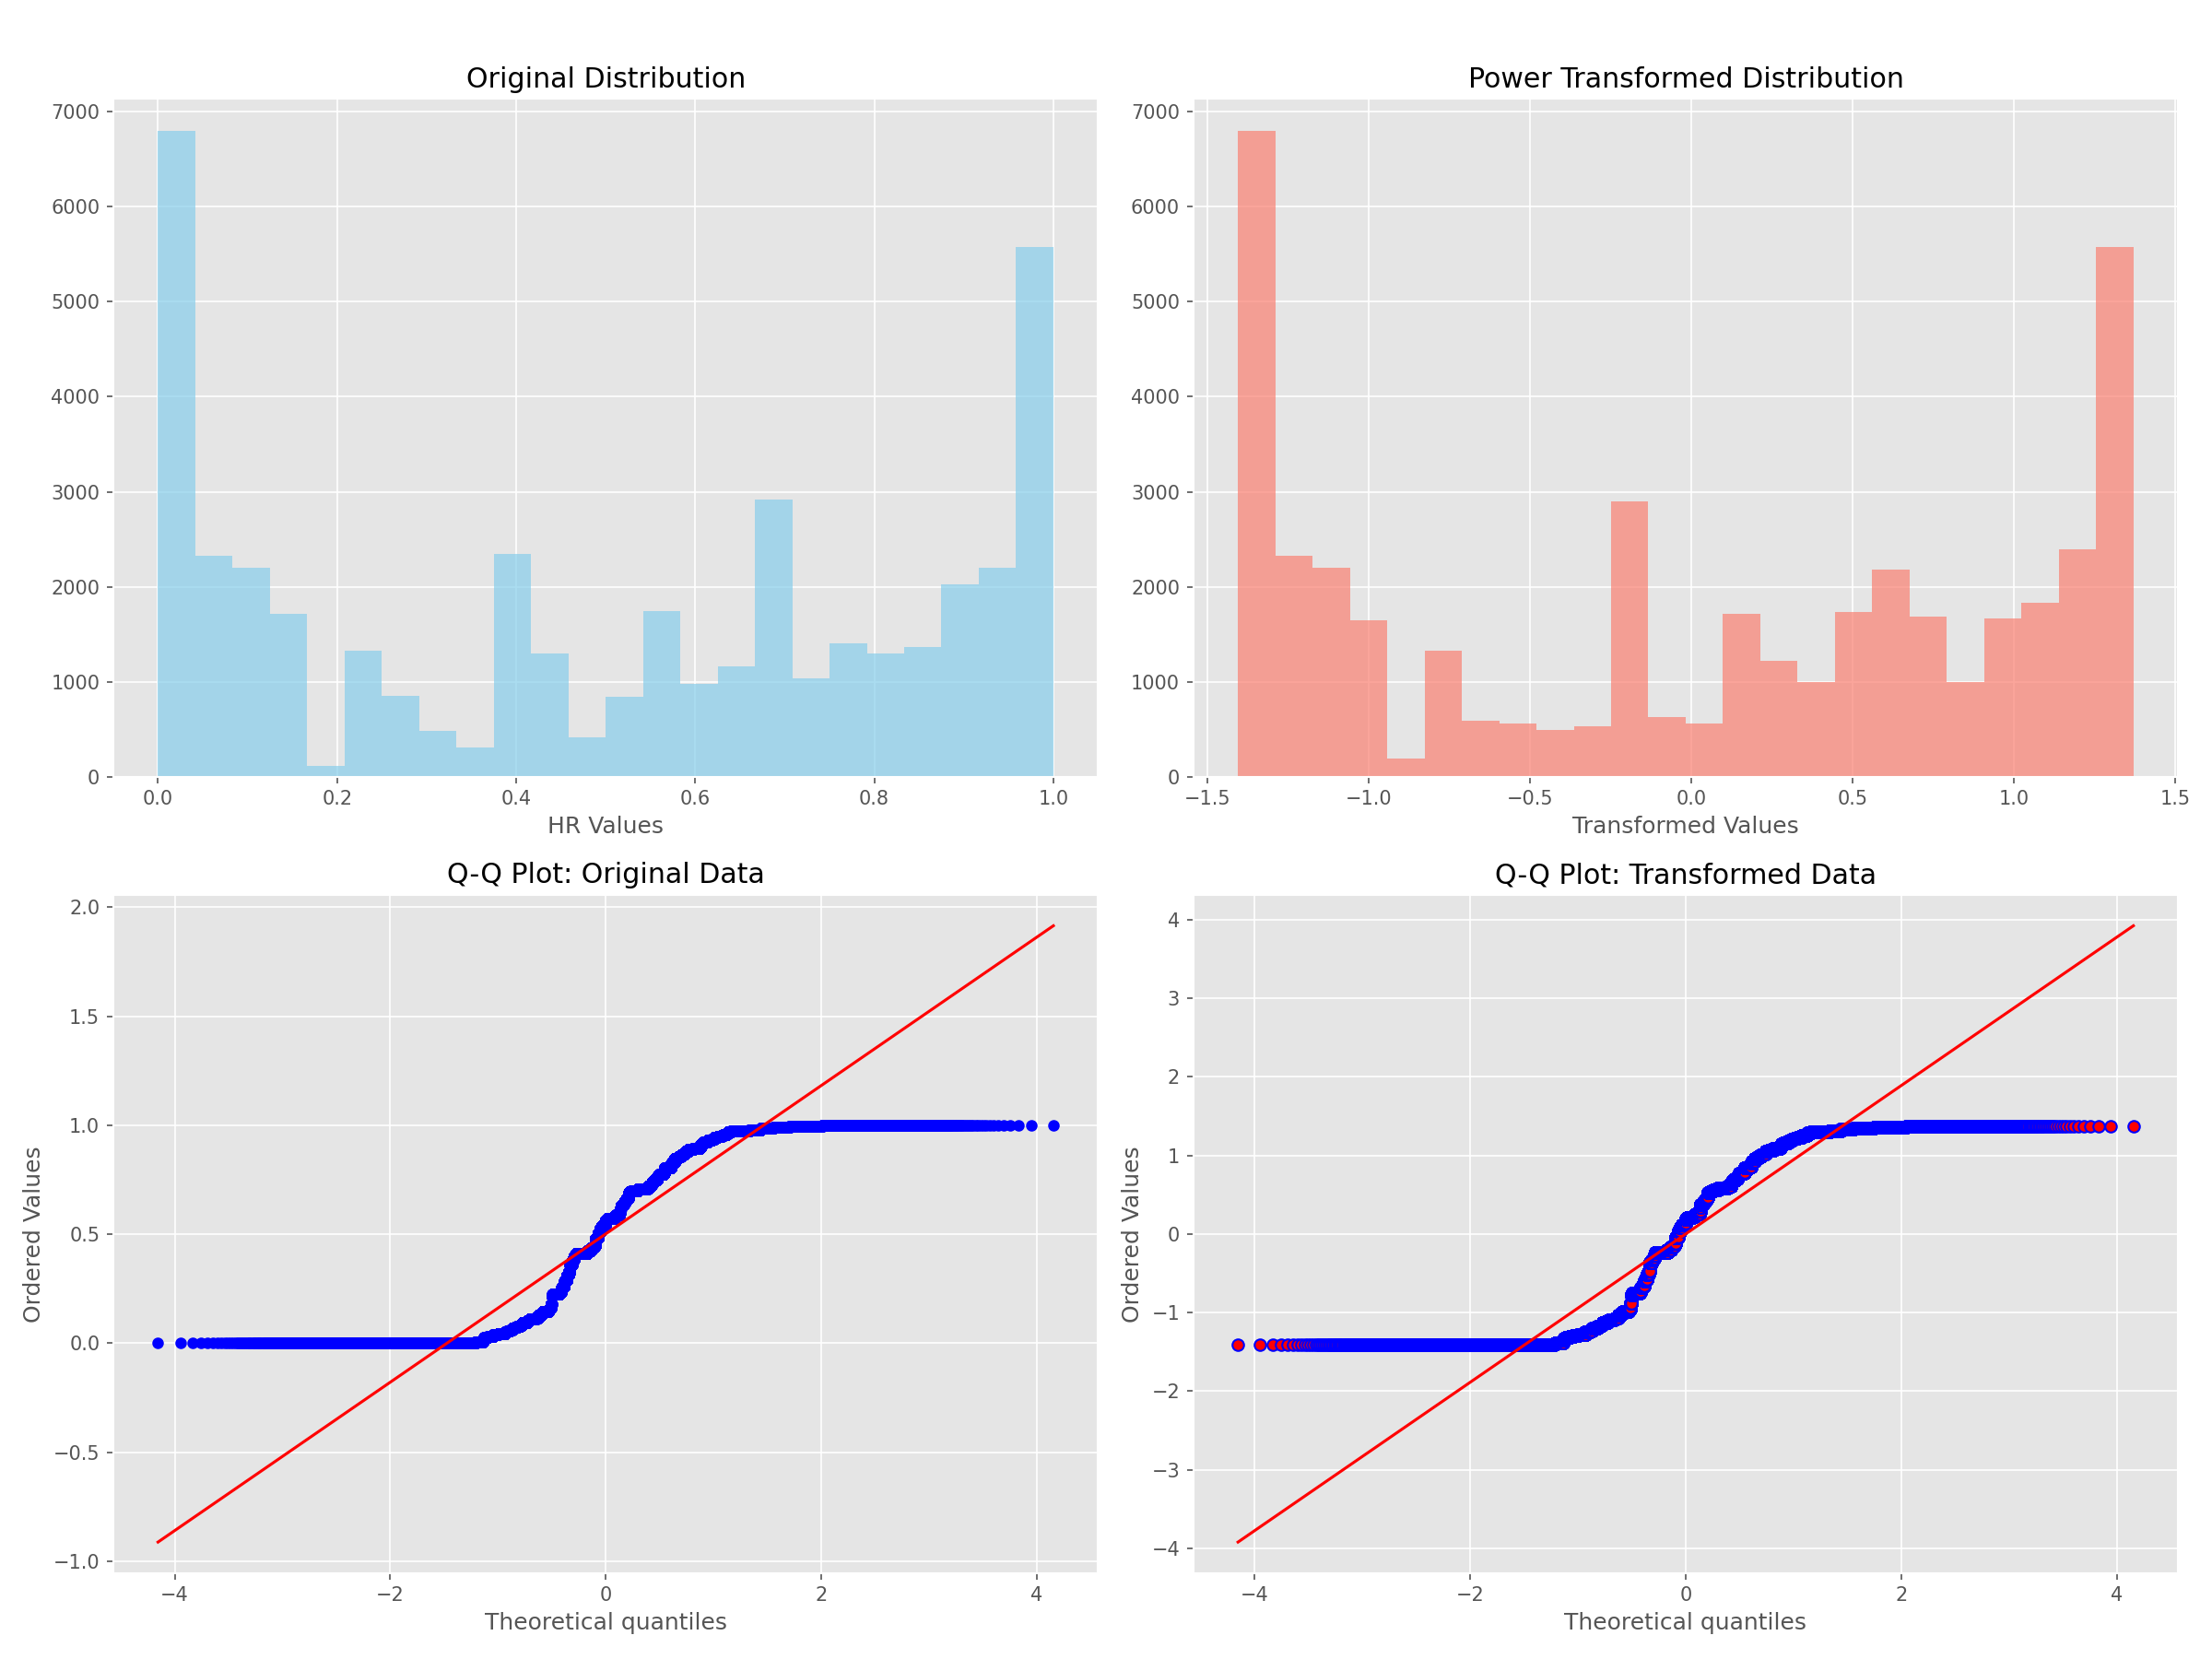 Original Distribution
7000
6000
5000
4000
3000
2000
1000
0
0.0 0.2 0.4 0.6 0.8 1.0
HR Values
Power Transformed Distribution
7000
6000
5000
4000
3000
2000
1000
0
−1.5 −1.0 −0.5 0.0 0.5 1.0 1.5
Transformed Values
Q-Q Plot: Original Data
Ordered Values
2.0
1.5
1.0
0.5
0.0
−0.5
−1.0
−4 −2 0 2 4
Theoretical quantiles
Q-Q Plot: Transformed Data
Ordered Values
4
3
2
1
0
−1
−2
−3
−4
−4 −2 0 2 4
Theoretical quantiles